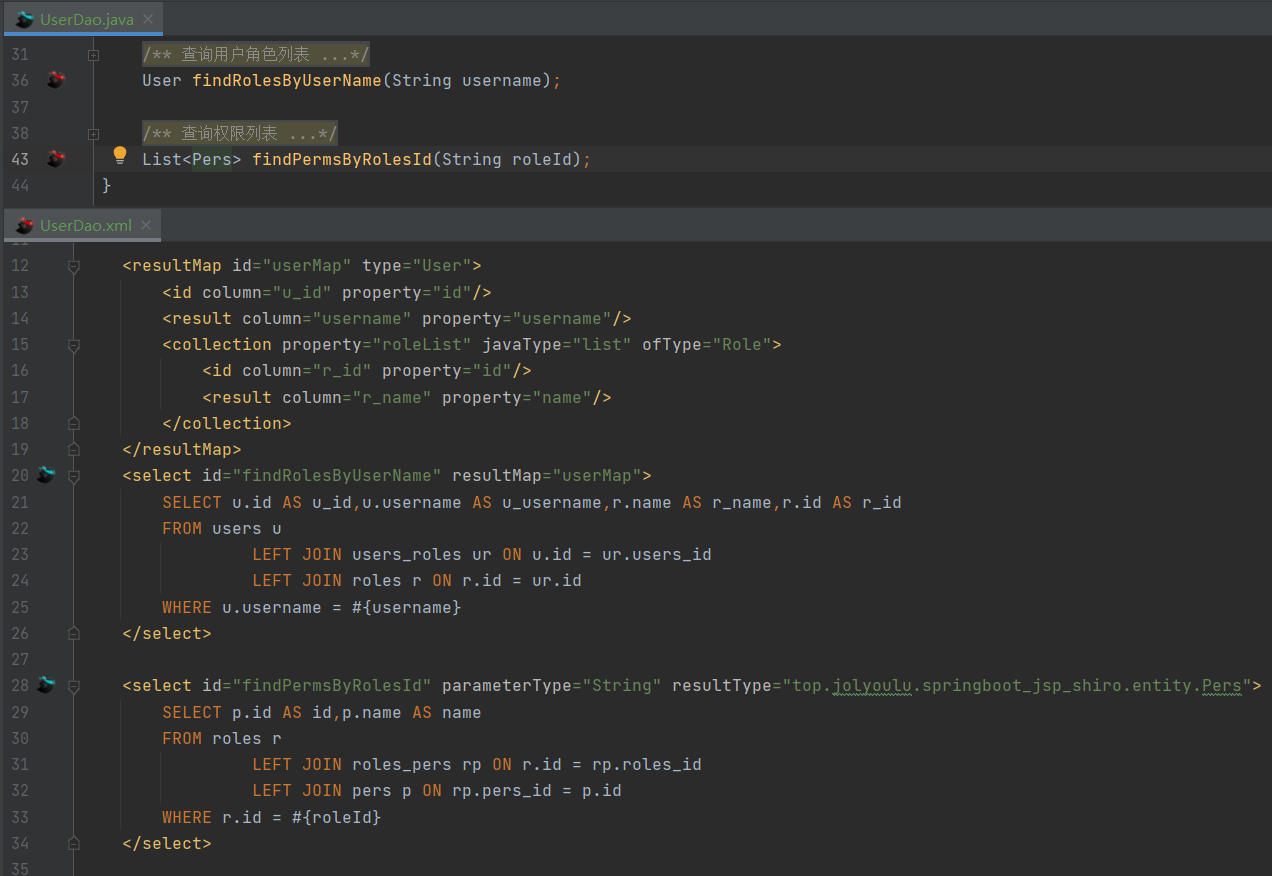 UserDao.java
31 /** 查询用户角色列表 ...*/
36 User findRolesByUserName(String username);
37
38 /** 查询权限列表 ...*/
43 List<Pers> findPermsByRolesId(String roleId);
44 }
UserDao.xml
11
12 <resultMap id="userMap" type="User">
13 <id column="u_id" property="id"/>
14 <result column="username" property="username"/>
15 <collection property="roleList" javaType="list" ofType="Role">
16 <id column="r_id" property="id"/>
17 <result column="r_name" property="name"/>
18 </collection>
19 </resultMap>
20 <select id="findRolesByUserName" resultMap="userMap">
21 SELECT u.id AS u_id,u.username AS u_username,r.name AS r_name,r.id AS r_id
22 FROM users u
23 LEFT JOIN users_roles ur ON u.id = ur.users_id
24 LEFT JOIN roles r ON r.id = ur.id
25 WHERE u.username = #{username}
26 </select>
27
28 <select id="findPermsByRolesId" parameterType="String" resultType="top.jolyoulu.springboot_jsp_shiro.entity.Pers">
29 SELECT p.id AS id,p.name AS name
30 FROM roles r
31 LEFT JOIN roles_pers rp ON r.id = rp.roles_id
32 LEFT JOIN pers p ON rp.pers_id = p.id
33 WHERE r.id = #{roleId}
34 </select>
35